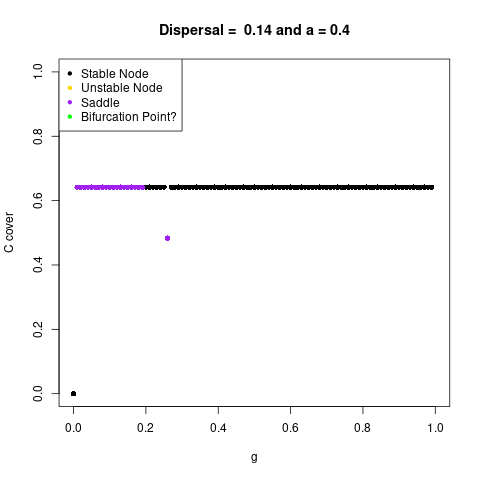 Dispersal =  0.14 and a = 0.4
Stable Node
Unstable Node
Saddle
Bifurcation Point?
1.0
0.8
0.6
0.4
0.2
0.0
C cover
0.0 0.2 0.4 0.6 0.8 1.0
g